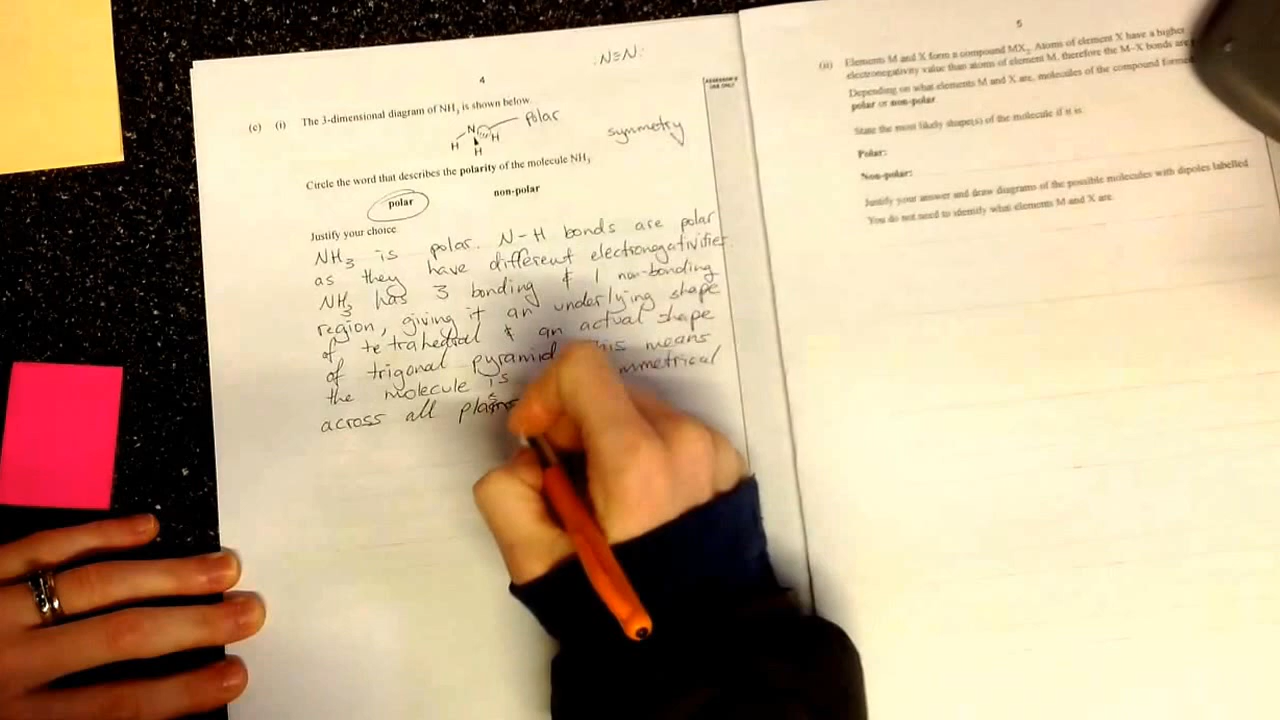 :N≡N:
4
ASSESSOR'S
USE ONLY
(c) (i) The 3-dimensional diagram of NH3 is shown below.
polar
N
H H
H
symmetry
Circle the word that describes the polarity of the molecule NH3
polar non-polar
Justify your choice
NH3 is polar. N-H bonds are polar
as they have different electronegativities.
NH3 has 3 bonding & 1 non-bonding
region, giving it an underlying shape
of tetrahedral & an actual shape
of trigonal pyramid This means
the molecule is mmetrical
across all
5
(ii) Elements M and X form a compound MX2. Atoms of element X have a higher
electronegativity value than atoms of element M, therefore the M–X bonds are
Depending on what elements M and X are, molecules of the compound formed
polar or non-polar.
State the most likely shape(s) of the molecule if it is:
Polar:
Non-polar:
Justify your answer and draw diagrams of the possible molecules with dipoles labelled
You do not need to identify what elements M and X are.